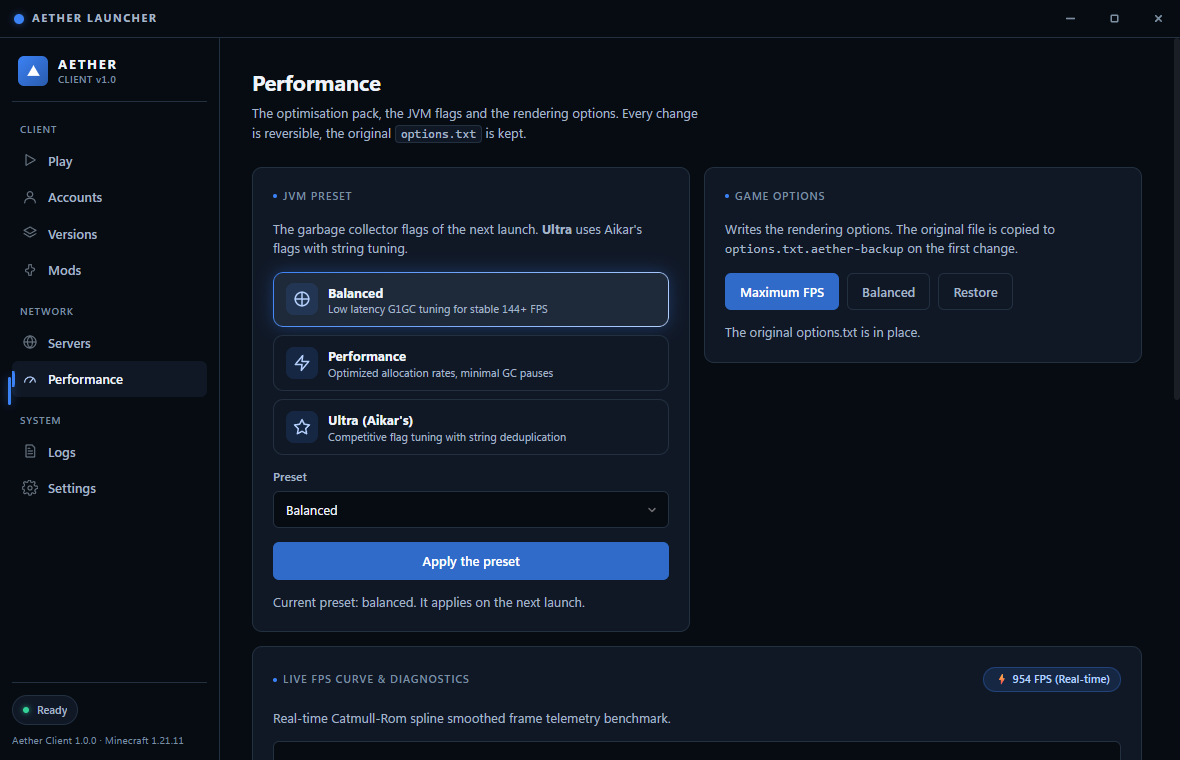 AETHER LAUNCHER
AETHER
CLIENT v1.0
CLIENT
Play
Accounts
Versions
Mods
NETWORK
Servers
Performance
SYSTEM
Logs
Settings
Ready
Aether Client 1.0.0 · Minecraft 1.21.11
Performance
The optimisation pack, the JVM flags and the rendering options. Every change
is reversible, the original options.txt is kept.
JVM PRESET
The garbage collector flags of the next launch. Ultra uses Aikar's
flags with string tuning.
Balanced
Low latency G1GC tuning for stable 144+ FPS
Performance
Optimized allocation rates, minimal GC pauses
Ultra (Aikar's)
Competitive flag tuning with string deduplication
Preset
Balanced
Apply the preset
Current preset: balanced. It applies on the next launch.
GAME OPTIONS
Writes the rendering options. The original file is copied to
options.txt.aether-backup on the first change.
Maximum FPS
Balanced
Restore
The original options.txt is in place.
LIVE FPS CURVE & DIAGNOSTICS
954 FPS (Real-time)
Real-time Catmull-Rom spline smoothed frame telemetry benchmark.